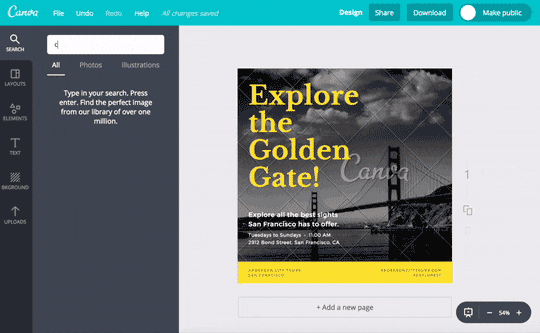 Canva
File
Undo
Redo
Help
All changes saved
Design
Share
Download
Make public
SEARCH
c
All
Photos
Illustrations
Type in your search, Press
enter. Find the perfect image
from our library of over one
million.
LAYOUTS
ELEMENTS
TEXT
BKGROUND
UPLOADS
Explore
the
Golden
Gate!
Canva
Explore all the best sights
San Francisco has to offer.
Tuesdays to Sundays - 11:00 AM
2912 Bond Street, San Francisco, CA
1
+ Add a new page
54%